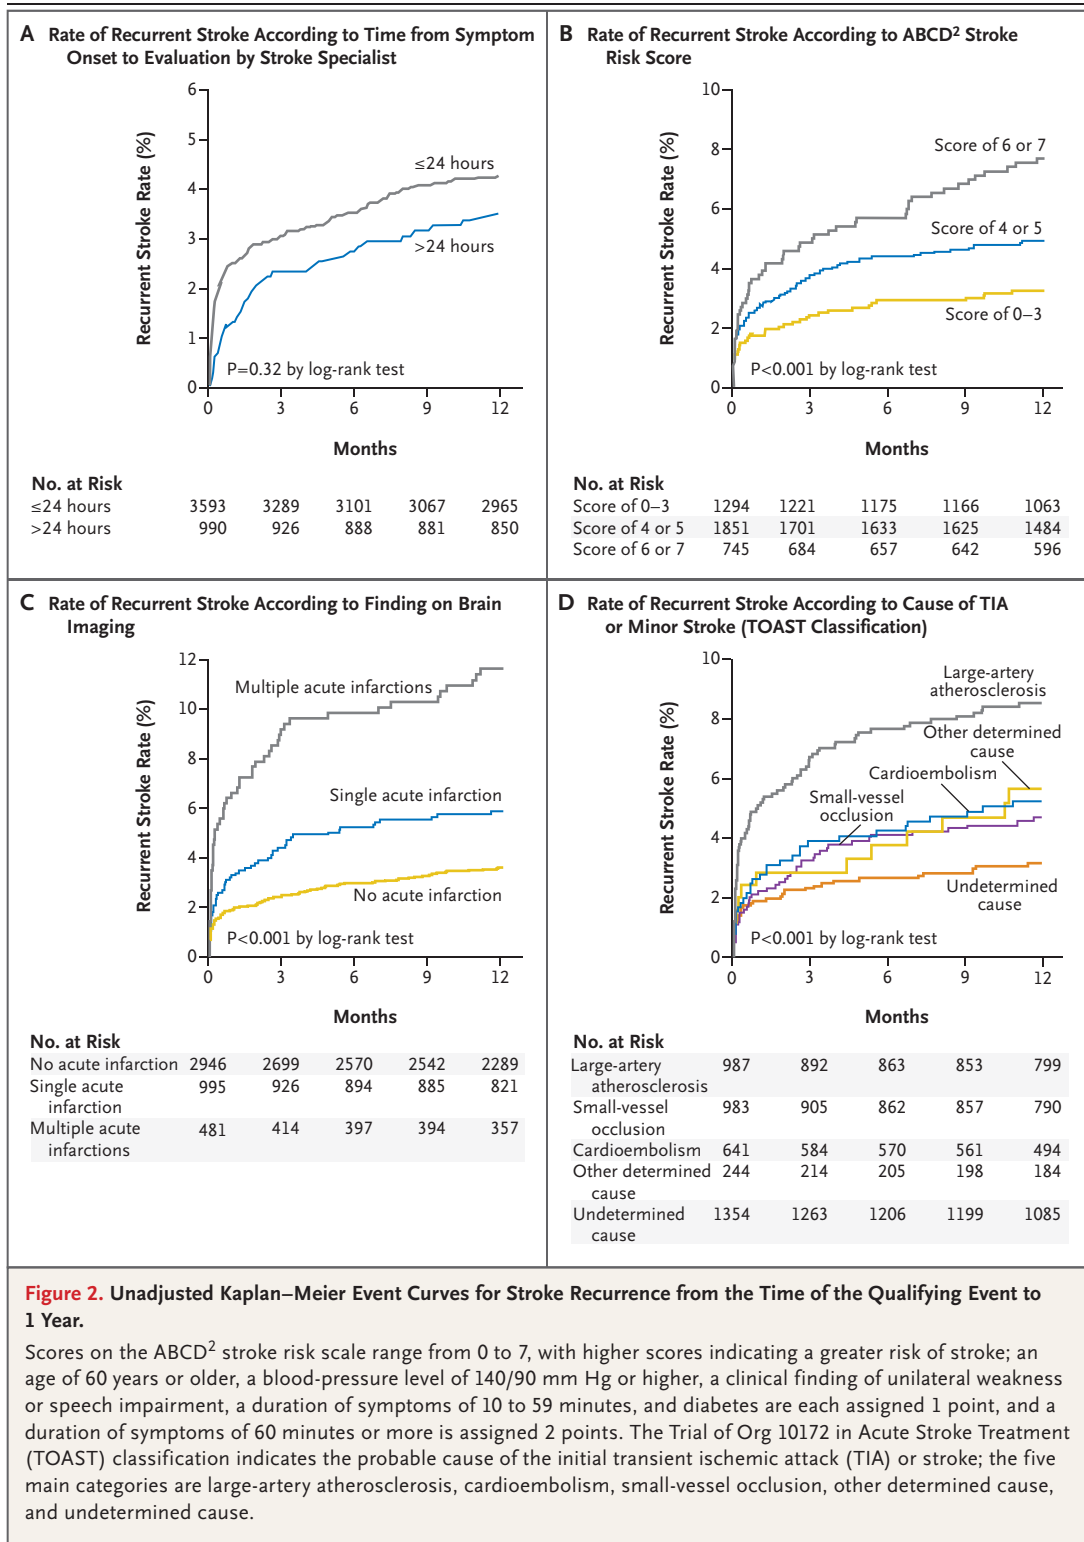 A Rate of Recurrent Stroke According to Time from Symptom
Onset to Evaluation by Stroke Specialist
Recurrent Stroke Rate (%)
6
5
4
3
2
1
0
≤24 hours
>24 hours
P=0.32 by log-rank test
0 3 6 9 12
Months
No. at Risk
≤24 hours 3593 3289 3101 3067 2965
>24 hours 990 926 888 881 850
B Rate of Recurrent Stroke According to ABCD² Stroke
Risk Score
Recurrent Stroke Rate (%)
10
8
6
4
2
0
Score of 6 or 7
Score of 4 or 5
Score of 0–3
P<0.001 by log-rank test
0 3 6 9 12
Months
No. at Risk
Score of 0–3 1294 1221 1175 1166 1063
Score of 4 or 5 1851 1701 1633 1625 1484
Score of 6 or 7 745 684 657 642 596
C Rate of Recurrent Stroke According to Finding on Brain
Imaging
Recurrent Stroke Rate (%)
12
10
8
6
4
2
0
Multiple acute infarctions
Single acute infarction
No acute infarction
P<0.001 by log-rank test
0 3 6 9 12
Months
No. at Risk
No acute infarction 2946 2699 2570 2542 2289
Single acute 995 926 894 885 821
infarction
Multiple acute 481 414 397 394 357
infarctions
D Rate of Recurrent Stroke According to Cause of TIA
or Minor Stroke (TOAST Classification)
Recurrent Stroke Rate (%)
10
8
6
4
2
0
Large-artery
atherosclerosis
Other determined
cause
Cardioembolism
Small-vessel
occlusion
Undetermined
cause
P<0.001 by log-rank test
0 3 6 9 12
Months
No. at Risk
Large-artery 987 892 863 853 799
atherosclerosis
Small-vessel 983 905 862 857 790
occlusion
Cardioembolism 641 584 570 561 494
Other determined 244 214 205 198 184
cause
Undetermined 1354 1263 1206 1199 1085
cause
Figure 2. Unadjusted Kaplan–Meier Event Curves for Stroke Recurrence from the Time of the Qualifying Event to
1 Year.
Scores on the ABCD² stroke risk scale range from 0 to 7, with higher scores indicating a greater risk of stroke; an
age of 60 years or older, a blood-pressure level of 140/90 mm Hg or higher, a clinical finding of unilateral weakness
or speech impairment, a duration of symptoms of 10 to 59 minutes, and diabetes are each assigned 1 point, and a
duration of symptoms of 60 minutes or more is assigned 2 points. The Trial of Org 10172 in Acute Stroke Treatment
(TOAST) classification indicates the probable cause of the initial transient ischemic attack (TIA) or stroke; the five
main categories are large-artery atherosclerosis, cardioembolism, small-vessel occlusion, other determined cause,
and undetermined cause.